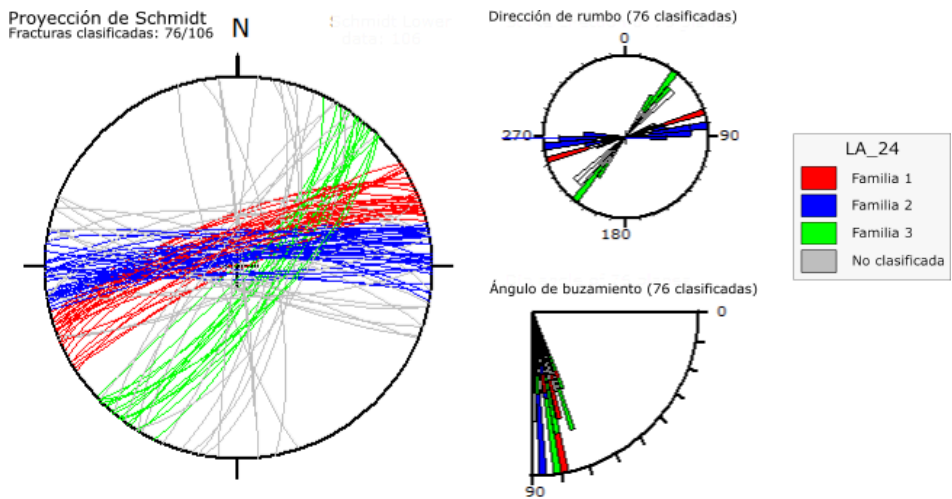 Proyección de Schmidt
Fracturas clasificadas: 76/106
N
Schmidt Lower
data: 106
Dirección de rumbo (76 clasificadas)
0
270
90
180
LA_24
Familia 1
Familia 2
Familia 3
No clasificada
Ángulo de buzamiento (76 clasificadas)
0
90